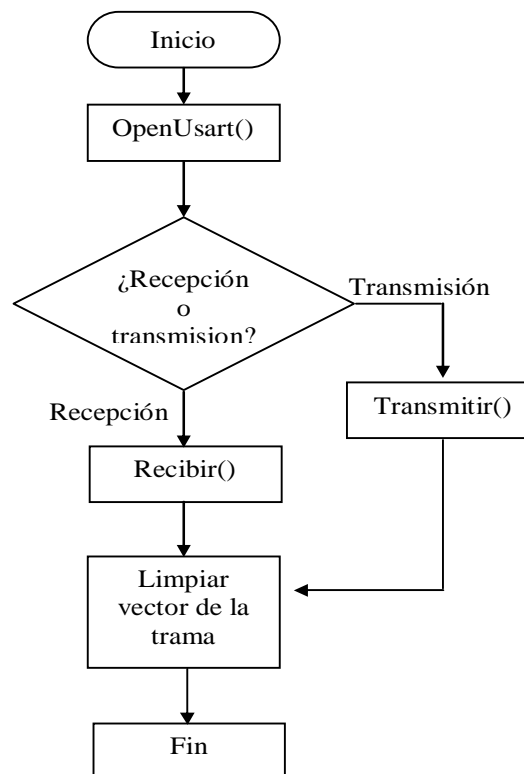 Inicio
OpenUsart()
¿Recepción
o
transmision?
Transmisión
Recepción
Transmitir()
Recibir()
Limpiar
vector de la
trama
Fin